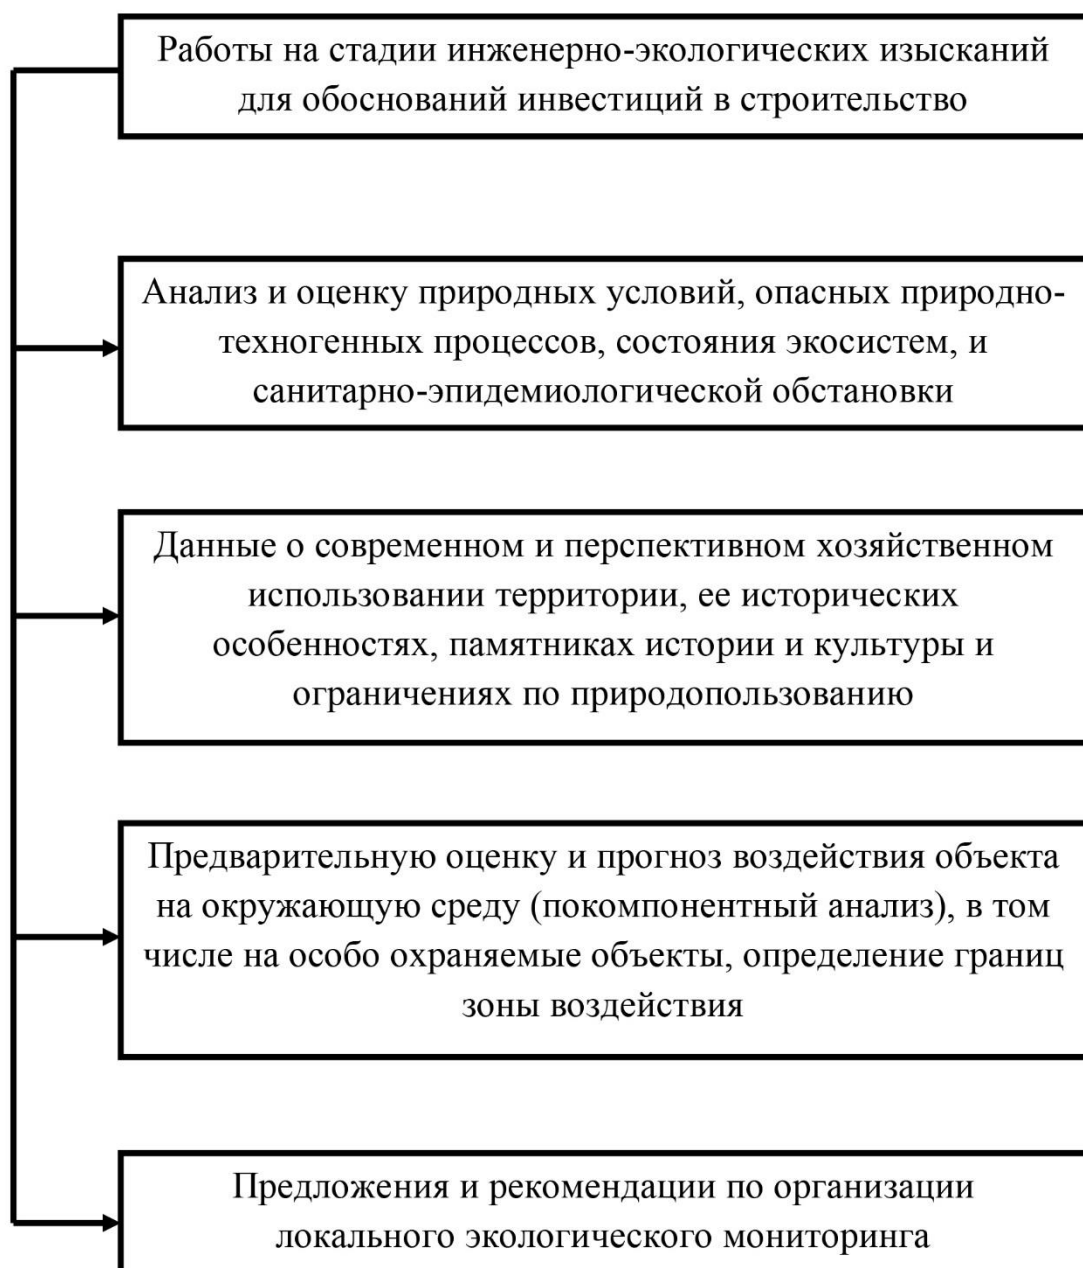 Работы на стадии инженерно-экологических изысканий
для обоснований инвестиций в строительство
Анализ и оценку природных условий, опасных природно-
техногенных процессов, состояния экосистем, и
санитарно-эпидемиологической обстановки
Данные о современном и перспективном хозяйственном
использовании территории, ее исторических
особенностях, памятниках истории и культуры и
ограничениях по природопользованию
Предварительную оценку и прогноз воздействия объекта
на окружающую среду (покомпонентный анализ), в том
числе на особо охраняемые объекты, определение границ
зоны воздействия
Предложения и рекомендации по организации
локального экологического мониторинга